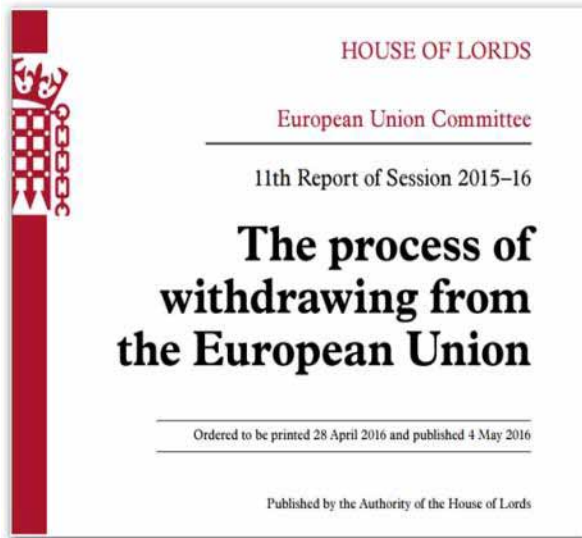 HOUSE OF LORDS
European Union Committee
11th Report of Session 2015–16
The process of
withdrawing from
the European Union
Ordered to be printed 28 April 2016 and published 4 May 2016
Published by the Authority of the House of Lords